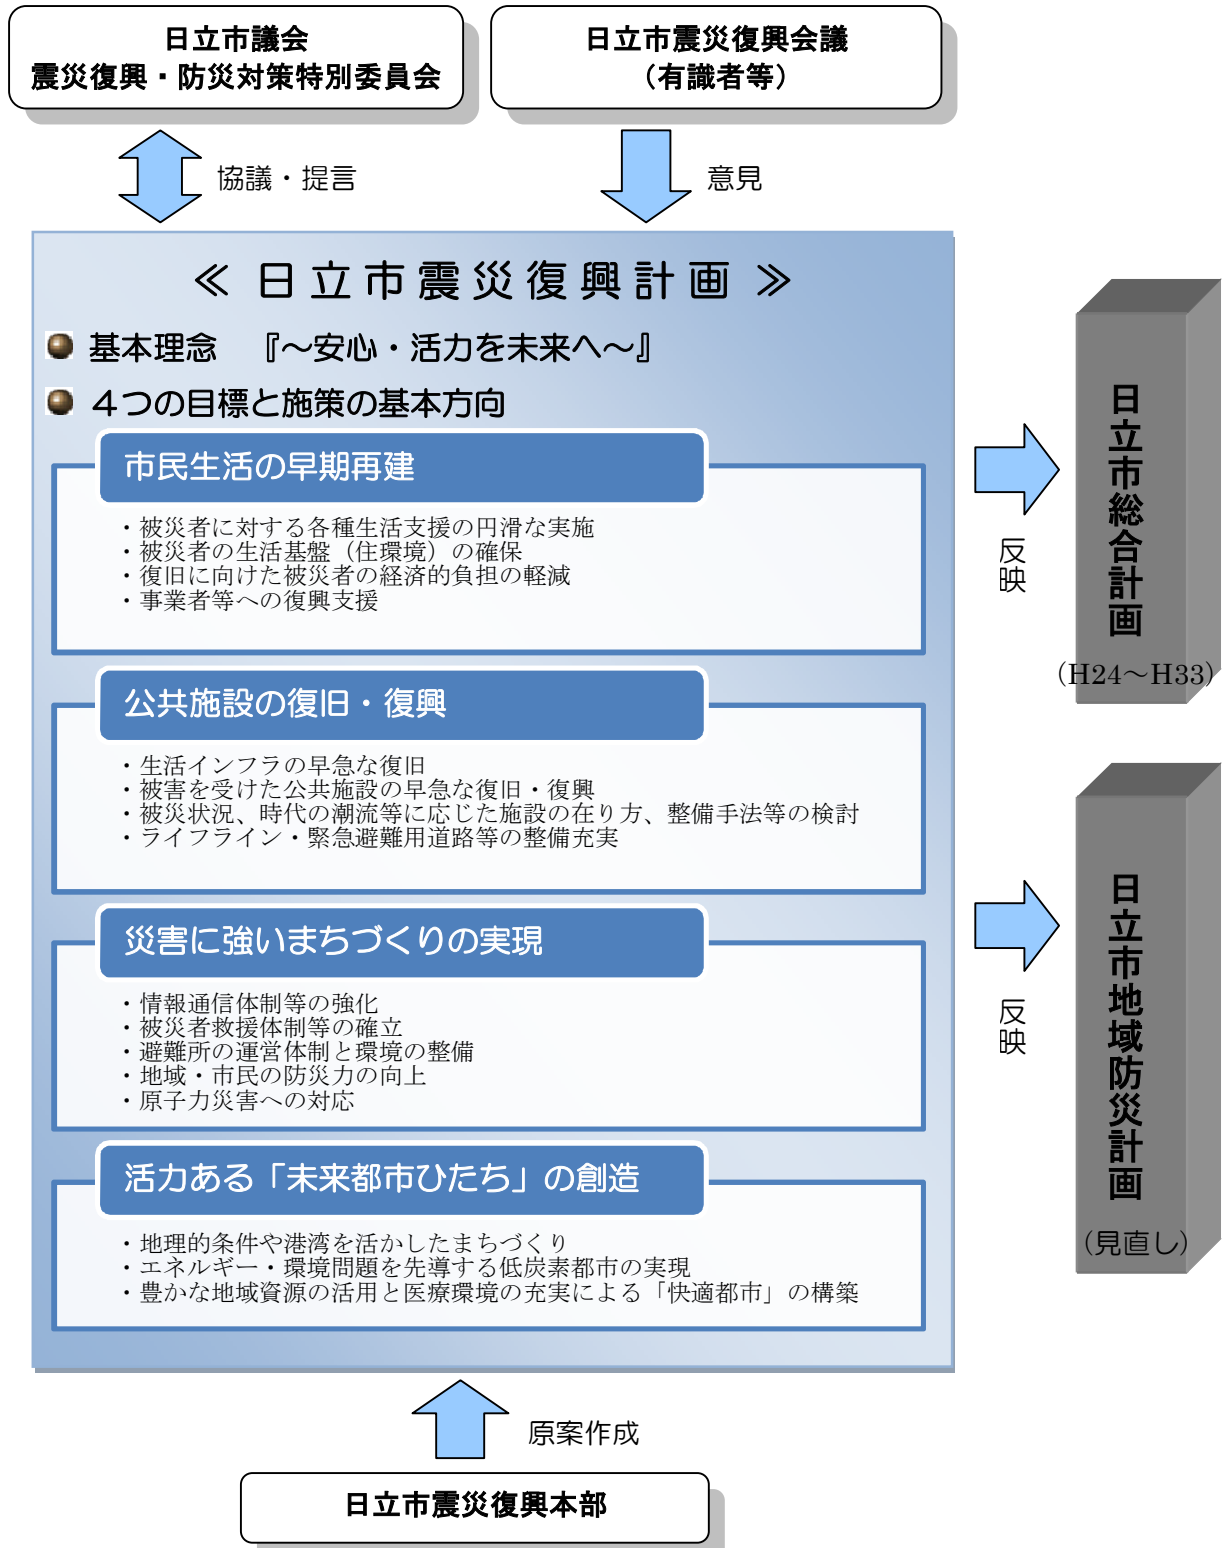 日立市議会
震災復興・防災対策特別委員会
日立市震災復興会議
（有識者等）
協議・提言
意見
≪ 日立市震災復興計画 ≫
基本理念　『～安心・活力を未来へ～』
４つの目標と施策の基本方向
市民生活の早期再建
・被災者に対する各種生活支援の円滑な実施
・被災者の生活基盤（住環境）の確保
・復旧に向けた被災者の経済的負担の軽減
・事業者等への復興支援
公共施設の復旧・復興
・生活インフラの早急な復旧
・被害を受けた公共施設の早急な復旧・復興
・被災状況、時代の潮流等に応じた施設の在り方、整備手法等の検討
・ライフライン・緊急避難用道路等の整備充実
災害に強いまちづくりの実現
・情報通信体制等の強化
・被災者救援体制等の確立
・避難所の運営体制と環境の整備
・地域・市民の防災力の向上
・原子力災害への対応
活力ある「未来都市ひたち」の創造
・地理的条件や港湾を活かしたまちづくり
・エネルギー・環境問題を先導する低炭素都市の実現
・豊かな地域資源の活用と医療環境の充実による「快適都市」の構築
反映
日立市総合計画
（H24～H33）
反映
日立市地域防災計画
（見直し）
原案作成
日立市震災復興本部